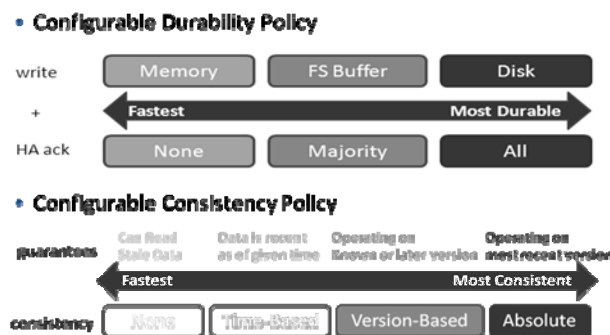 • Configurable Durability Policy
write Memory FS Buffer Disk
+ Fastest Most Durable
HA ack None Majority All
• Configurable Consistency Policy
guarantees Can Read Stale Data Data is recent as of given time Operating on Known or later version Operating on most recent version
Fastest Most Consistent
consistency None Time-Based Version-Based Absolute